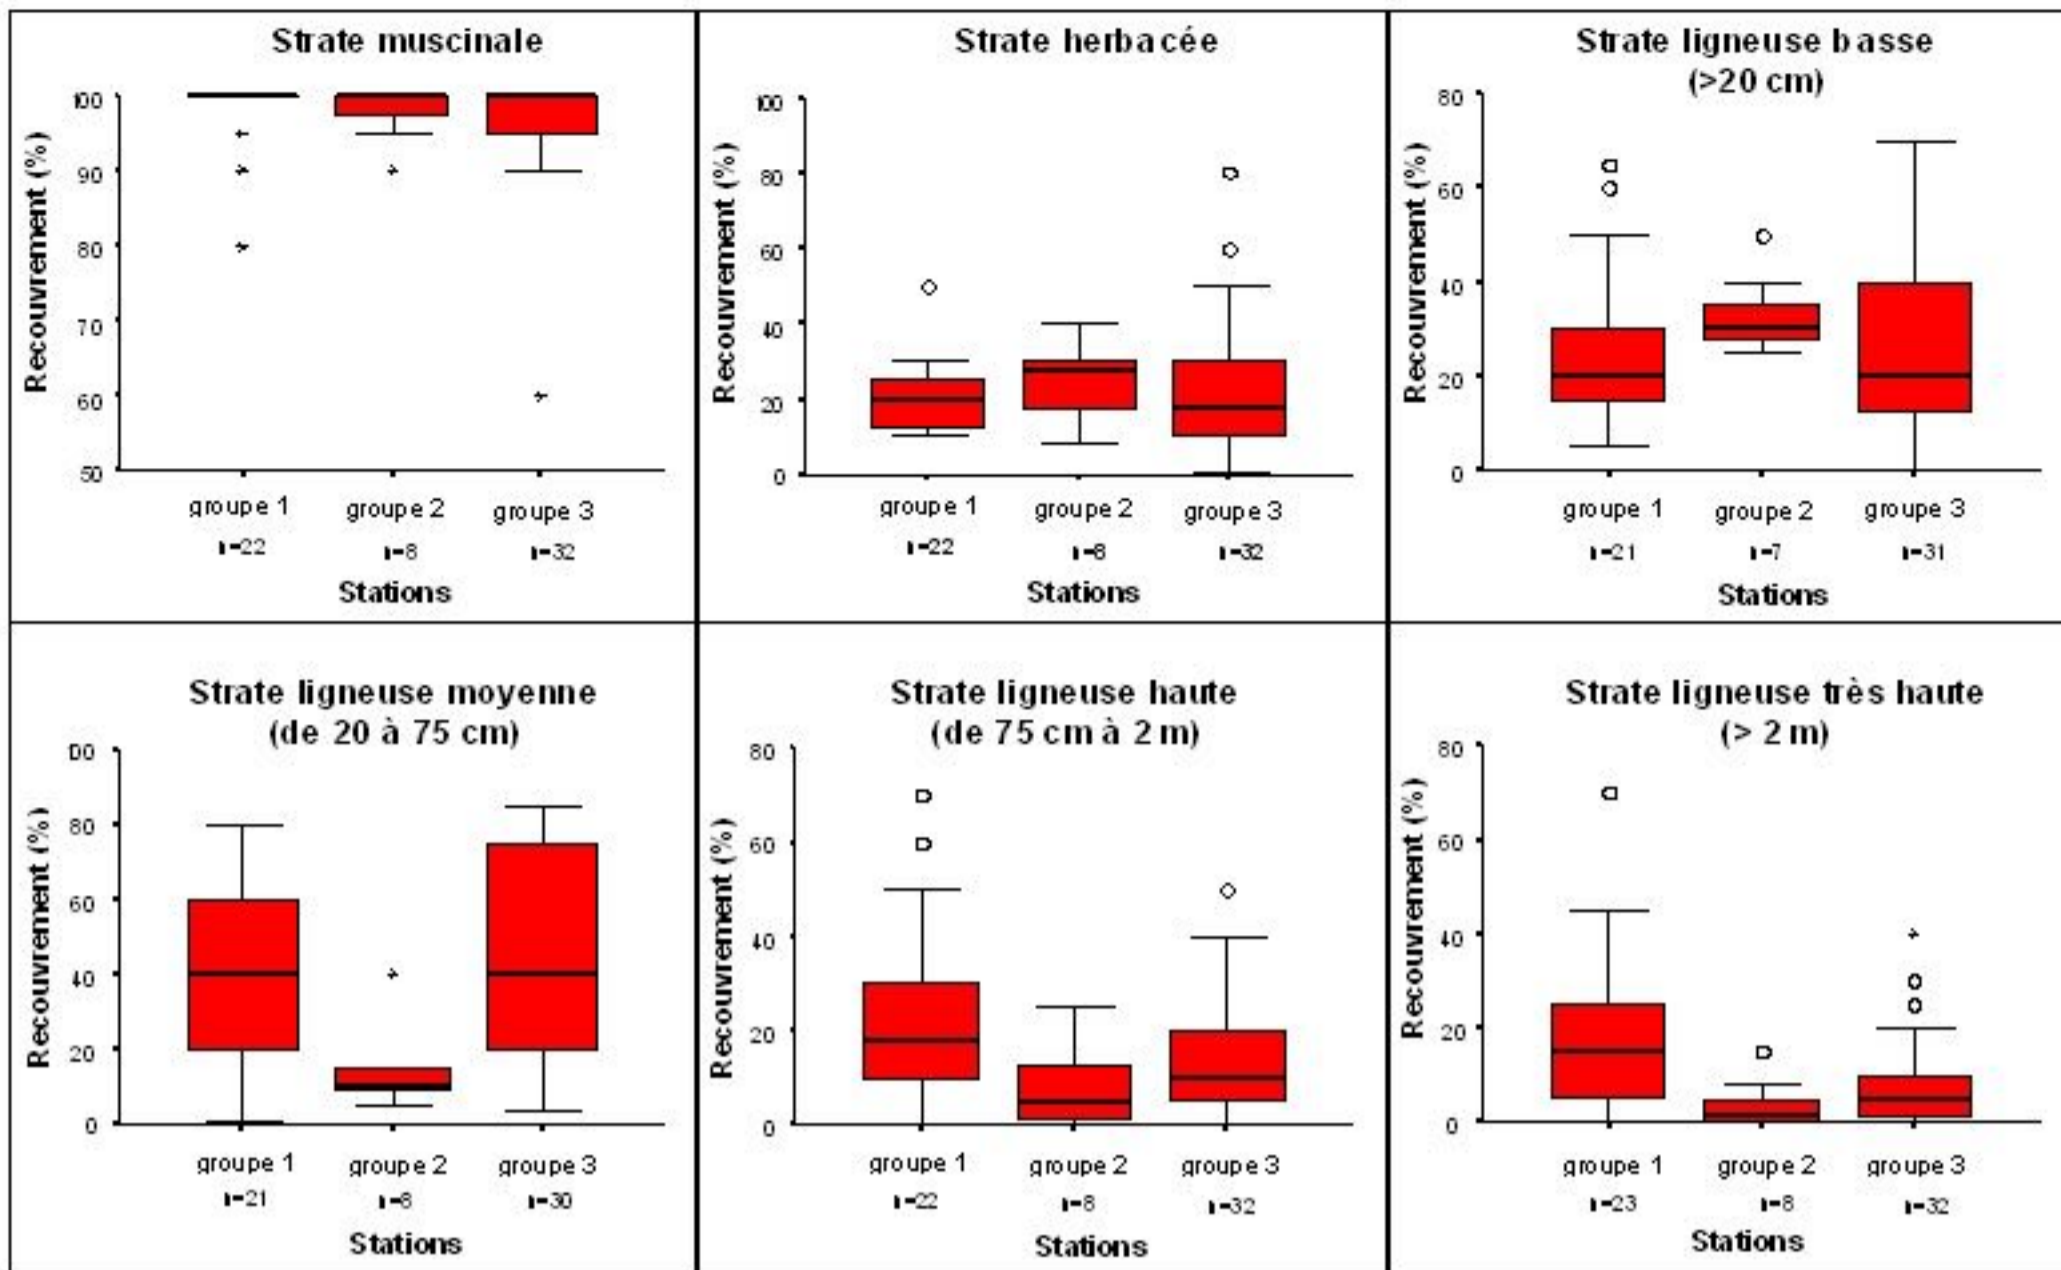 Strate muscinale
Recouvrement (%)
100
90
80
70
60
50
groupe 1 groupe 2 groupe 3
n=22 n=8 n=32
Stations
Strate herbacée
Recouvrement (%)
100
80
60
40
20
0
groupe 1 groupe 2 groupe 3
n=22 n=8 n=32
Stations
Strate ligneuse basse
(>20 cm)
Recouvrement (%)
80
60
40
20
0
groupe 1 groupe 2 groupe 3
n=21 n=7 n=31
Stations
Strate ligneuse moyenne
(de 20 à 75 cm)
Recouvrement (%)
100
80
60
40
20
0
groupe 1 groupe 2 groupe 3
n=21 n=8 n=30
Stations
Strate ligneuse haute
(de 75 cm à 2 m)
Recouvrement (%)
80
60
40
20
0
groupe 1 groupe 2 groupe 3
n=22 n=8 n=32
Stations
Strate ligneuse très haute
(> 2 m)
Recouvrement (%)
80
60
40
20
0
groupe 1 groupe 2 groupe 3
n=23 n=8 n=32
Stations